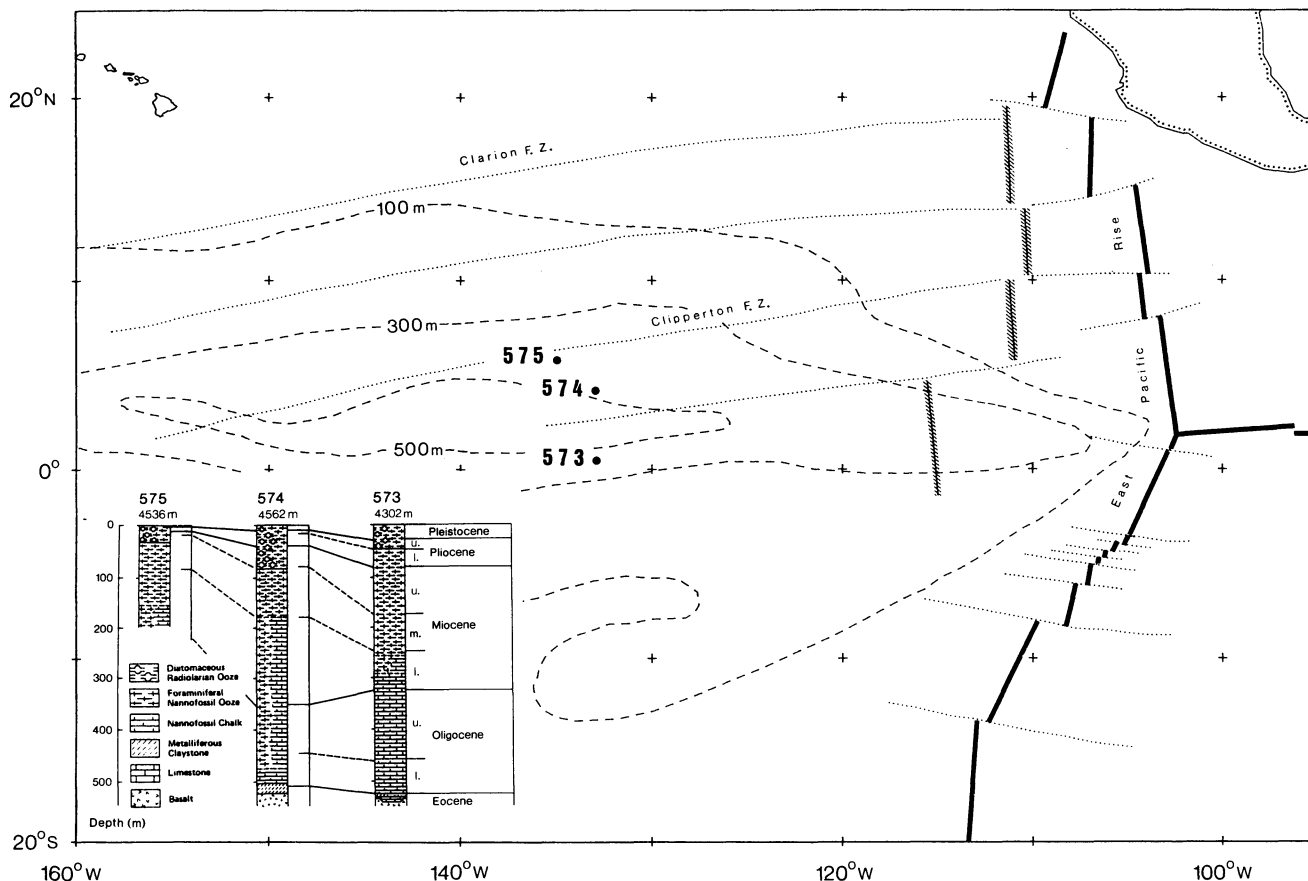 20°N
Clarion F. Z.
100 m
Rise
300 m
Clipperton F. Z.
575
574
Pacific
500 m
573
0°
East
575
574
573
4536 m
4562 m
4302 m
0
Pleistocene
u.
Pliocene
l.
100
u.
Miocene
200
m.
l.
Diatomaceous
Radiolarian Ooze
300
Foraminiferal
Nannofossil Ooze
u.
Nannofossil Chalk
400
Oligocene
Metalliferous
Claystone
l.
Limestone
500
Basalt
Eocene
Depth (m)
20°S
160°W
140°W
120°W
100°W